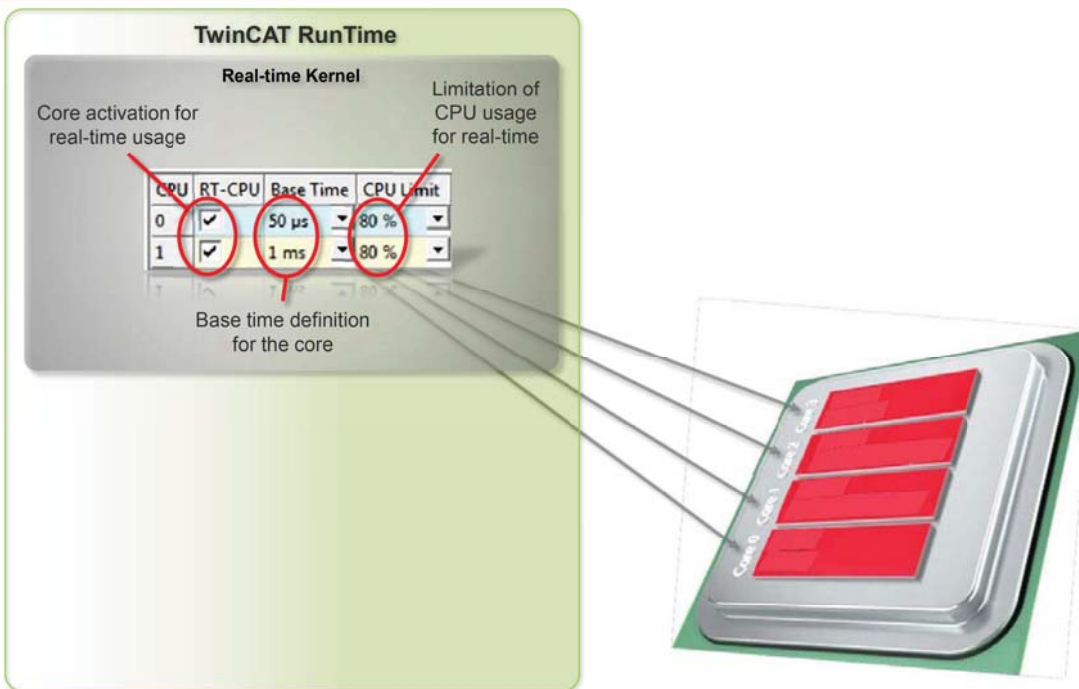 TwinCAT RunTime
Real-time Kernel
Core activation for
real-time usage
Limitation of
CPU usage
for real-time
CPU RT-CPU Base Time CPU Limit
0 50 µs 80 %
1 1 ms 80 %
Base time definition
for the core
Core 3
Core 2
Core 1
Core 0